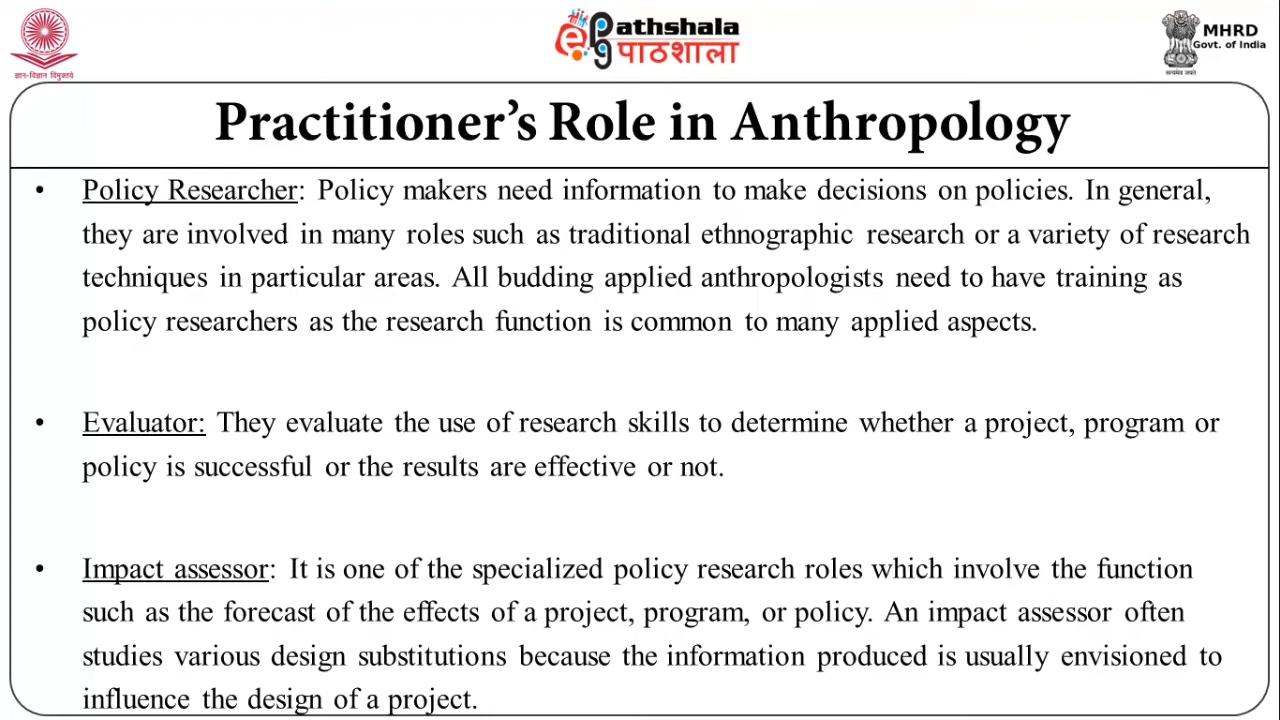 ज्ञान-विज्ञान विमुक्तये
ePg Pathshala
पाठशाला
MHRD
Govt. of India
सत्यमेव जयते
Practitioner’s Role in Anthropology
• Policy Researcher: Policy makers need information to make decisions on policies. In general,
they are involved in many roles such as traditional ethnographic research or a variety of research
techniques in particular areas. All budding applied anthropologists need to have training as
policy researchers as the research function is common to many applied aspects.
• Evaluator: They evaluate the use of research skills to determine whether a project, program or
policy is successful or the results are effective or not.
• Impact assessor: It is one of the specialized policy research roles which involve the function
such as the forecast of the effects of a project, program, or policy. An impact assessor often
studies various design substitutions because the information produced is usually envisioned to
influence the design of a project.